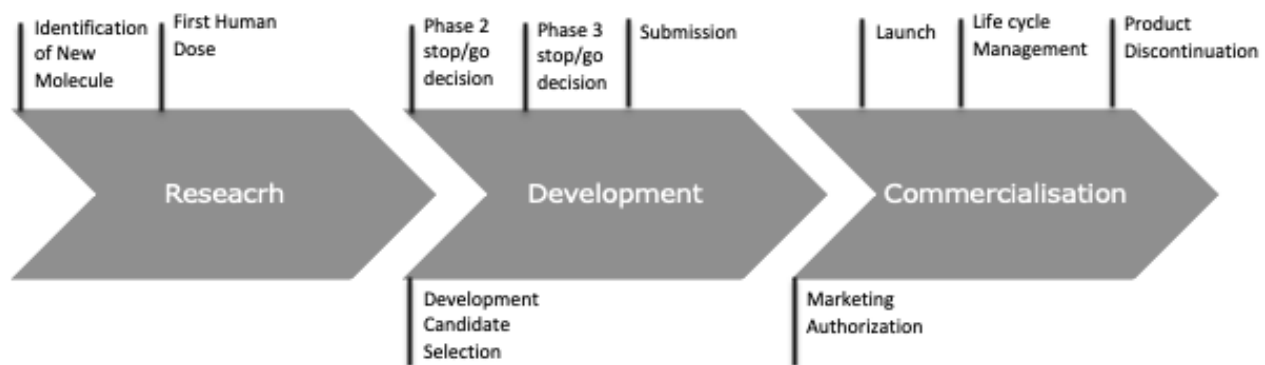 Identification
of New
Molecule
First Human
Dose
Phase 2
stop/go
decision
Phase 3
stop/go
decision
Submission
Launch
Life cycle
Management
Product
Discontinuation
Reseacrh
Development
Commercialisation
Development
Candidate
Selection
Marketing
Authorization